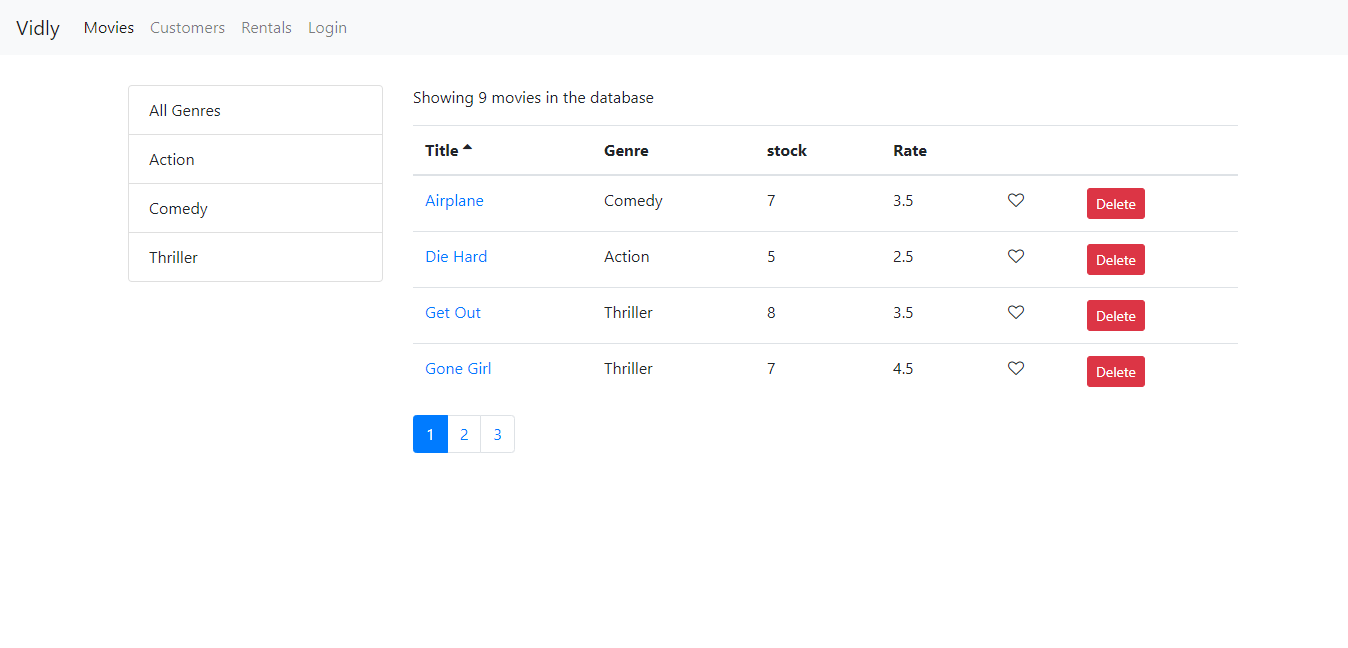 Vidly Movies Customers Rentals Login
All Genres
Action
Comedy
Thriller
Showing 9 movies in the database
Title Genre stock Rate
Airplane Comedy 7 3.5 Delete
Die Hard Action 5 2.5 Delete
Get Out Thriller 8 3.5 Delete
Gone Girl Thriller 7 4.5 Delete
1 2 3